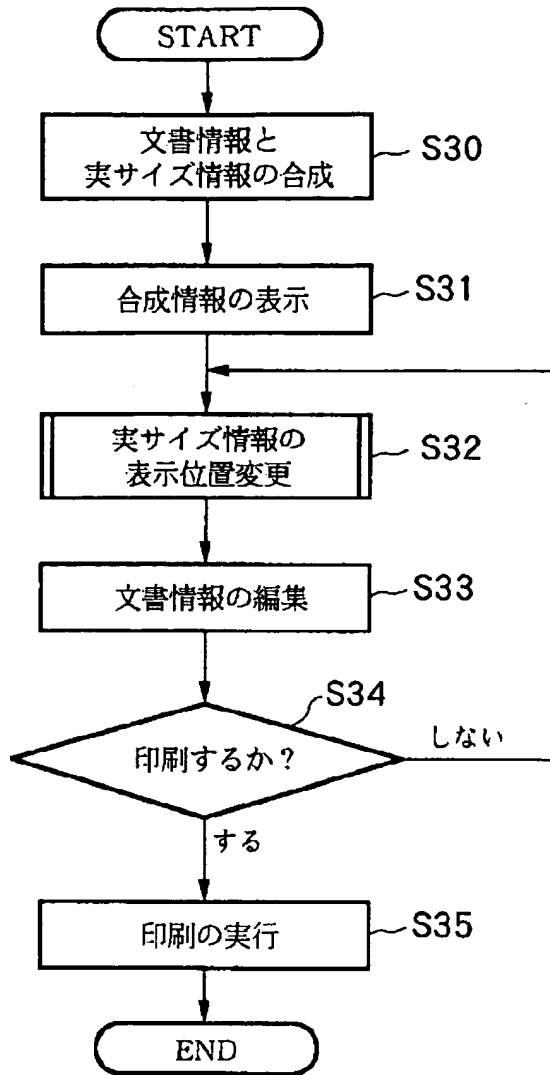 START
文書情報と
実サイズ情報の合成
S30
合成情報の表示
S31
実サイズ情報の
表示位置変更
S32
文書情報の編集
S33
S34
印刷するか？
しない
する
印刷の実行
S35
END